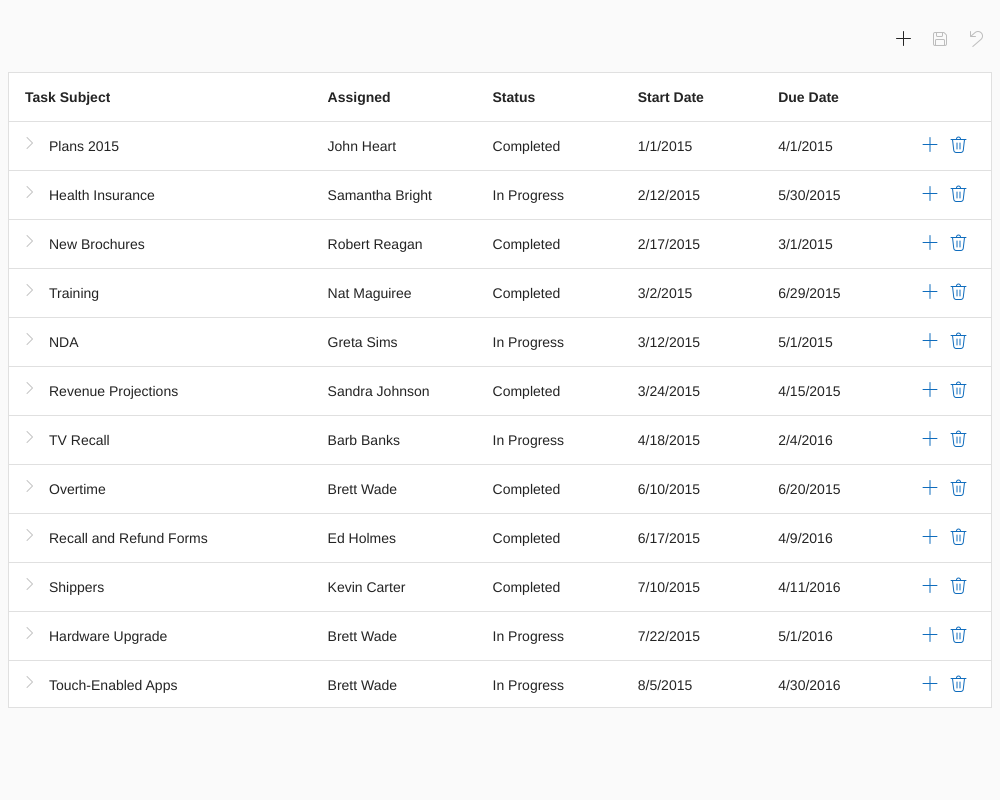 Task Subject Assigned Status Start Date Due Date
Plans 2015 John Heart Completed 1/1/2015 4/1/2015
Health Insurance Samantha Bright In Progress 2/12/2015 5/30/2015
New Brochures Robert Reagan Completed 2/17/2015 3/1/2015
Training Nat Maguiree Completed 3/2/2015 6/29/2015
NDA Greta Sims In Progress 3/12/2015 5/1/2015
Revenue Projections Sandra Johnson Completed 3/24/2015 4/15/2015
TV Recall Barb Banks In Progress 4/18/2015 2/4/2016
Overtime Brett Wade Completed 6/10/2015 6/20/2015
Recall and Refund Forms Ed Holmes Completed 6/17/2015 4/9/2016
Shippers Kevin Carter Completed 7/10/2015 4/11/2016
Hardware Upgrade Brett Wade In Progress 7/22/2015 5/1/2016
Touch-Enabled Apps Brett Wade In Progress 8/5/2015 4/30/2016